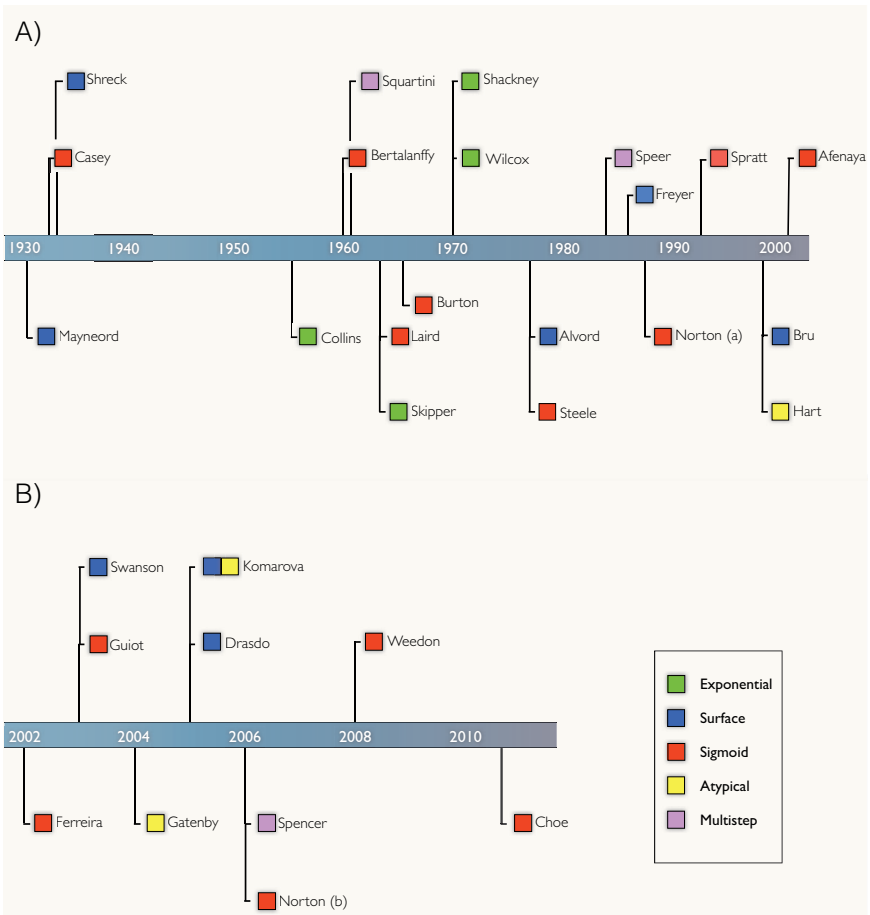 A)
Shreck
Squartini
Shackney
Casey
Bertalanffy
Wilcox
Speer
Spratt
Afenaya
Freyer
1930 1940 1950 1960 1970 1980 1990 2000
Burton
Mayneord
Collins
Laird
Alvord
Norton (a)
Bru
Skipper
Steele
Hart
B)
Swanson
Komarova
Guiot
Drasdo
Weedon
2002 2004 2006 2008 2010
Ferreira
Gatenby
Spencer
Choe
Norton (b)
Exponential
Surface
Sigmoid
Atypical
Multistep